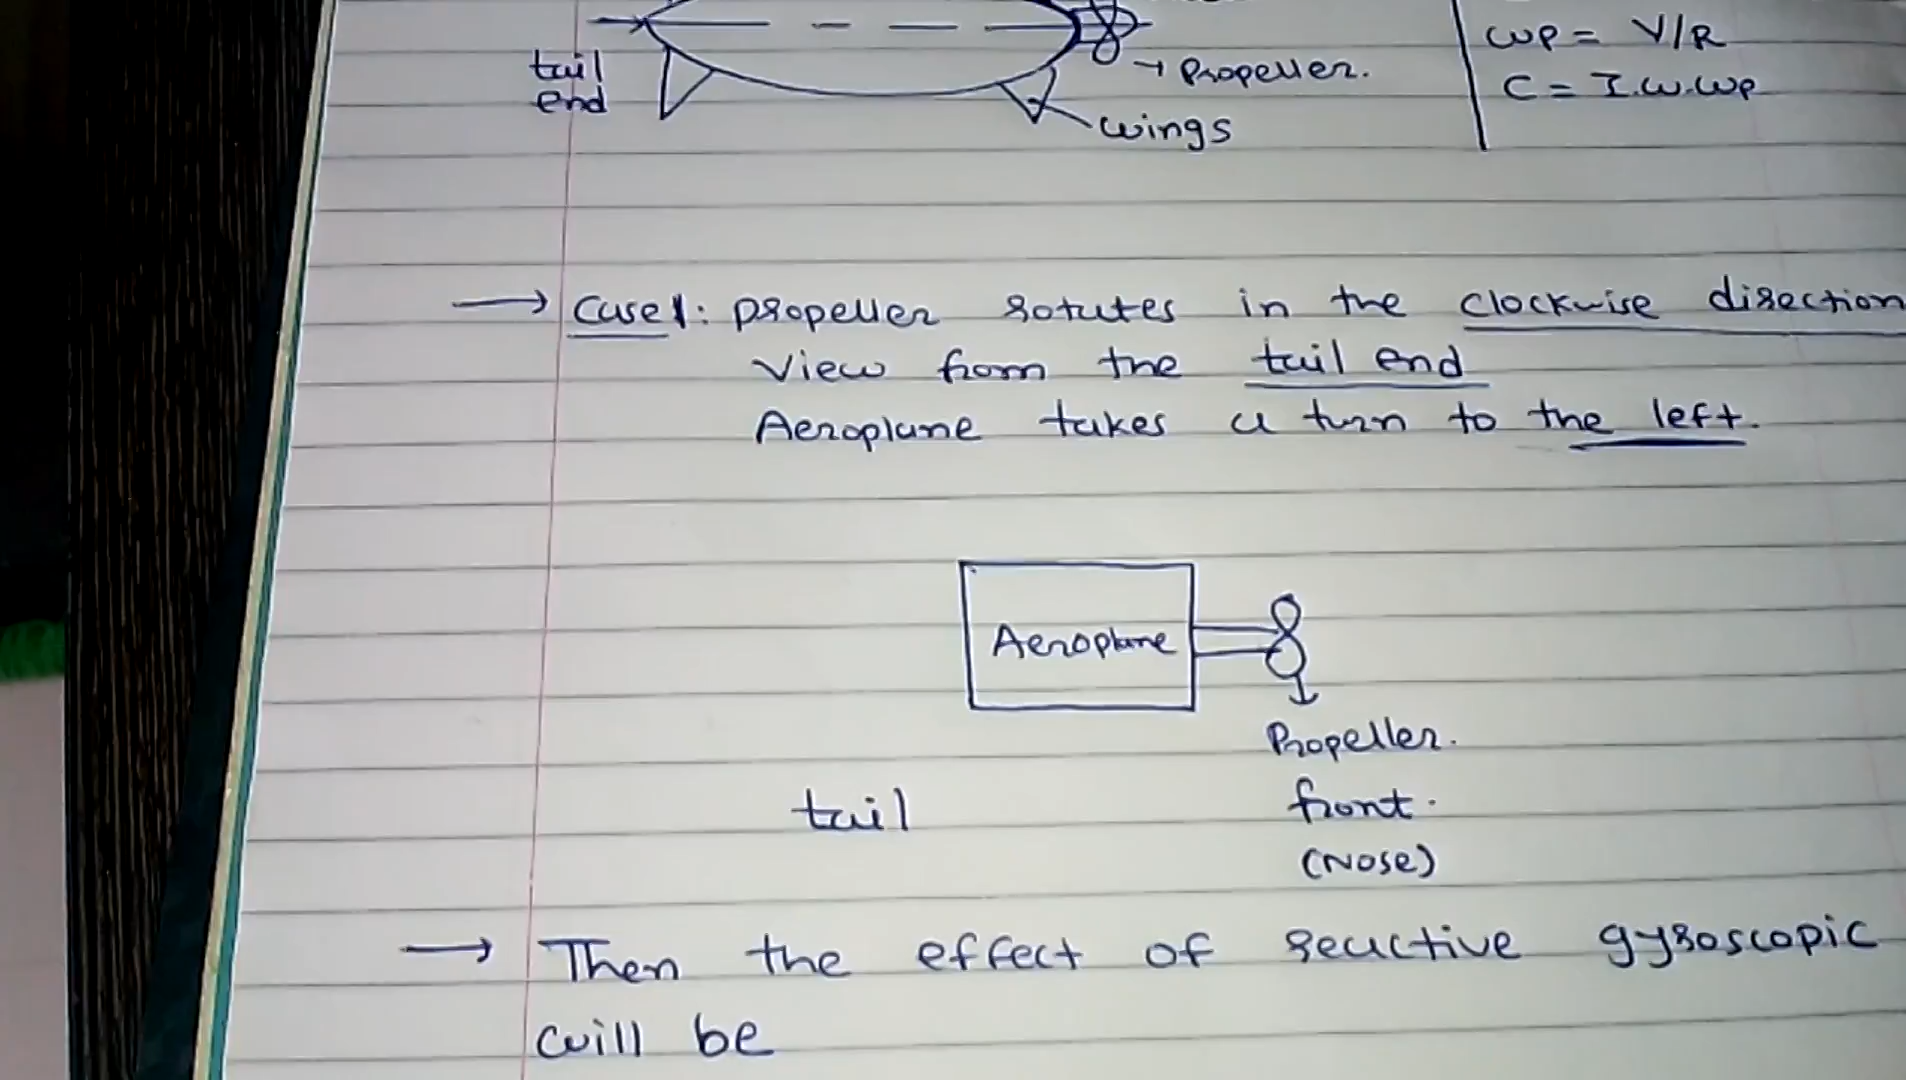 tail
end
→ Propeller.
wings
ωp = V/R
C = I.ω.ωp
→ Case 1: propeller rotates in the clockwise direction
view from the tail end
Aeroplane takes a turn to the left.
Aeroplane
Propeller.
tail front.
(Nose)
→ Then the effect of reactive gyroscopic
will be